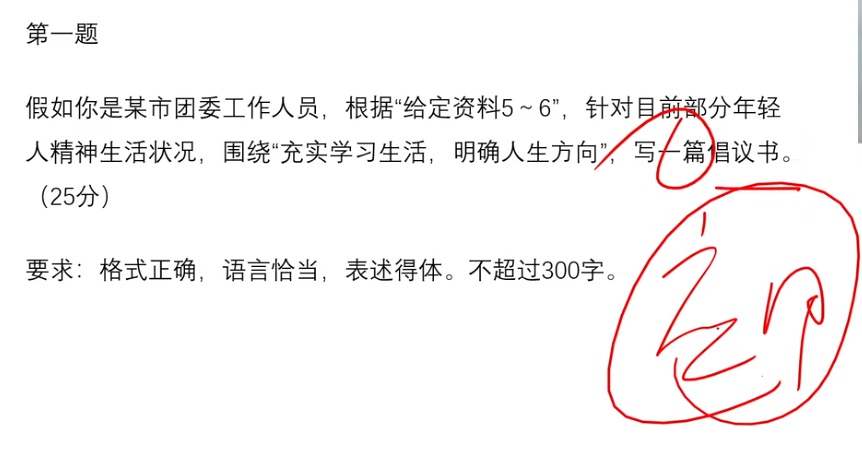 第一题
假如你是某市团委工作人员，根据“给定资料5～6”，针对目前部分年轻
人精神生活状况，围绕“充实学习生活，明确人生方向”，写一篇倡议书。
（25分）
要求：格式正确，语言恰当，表述得体。不超过300字。